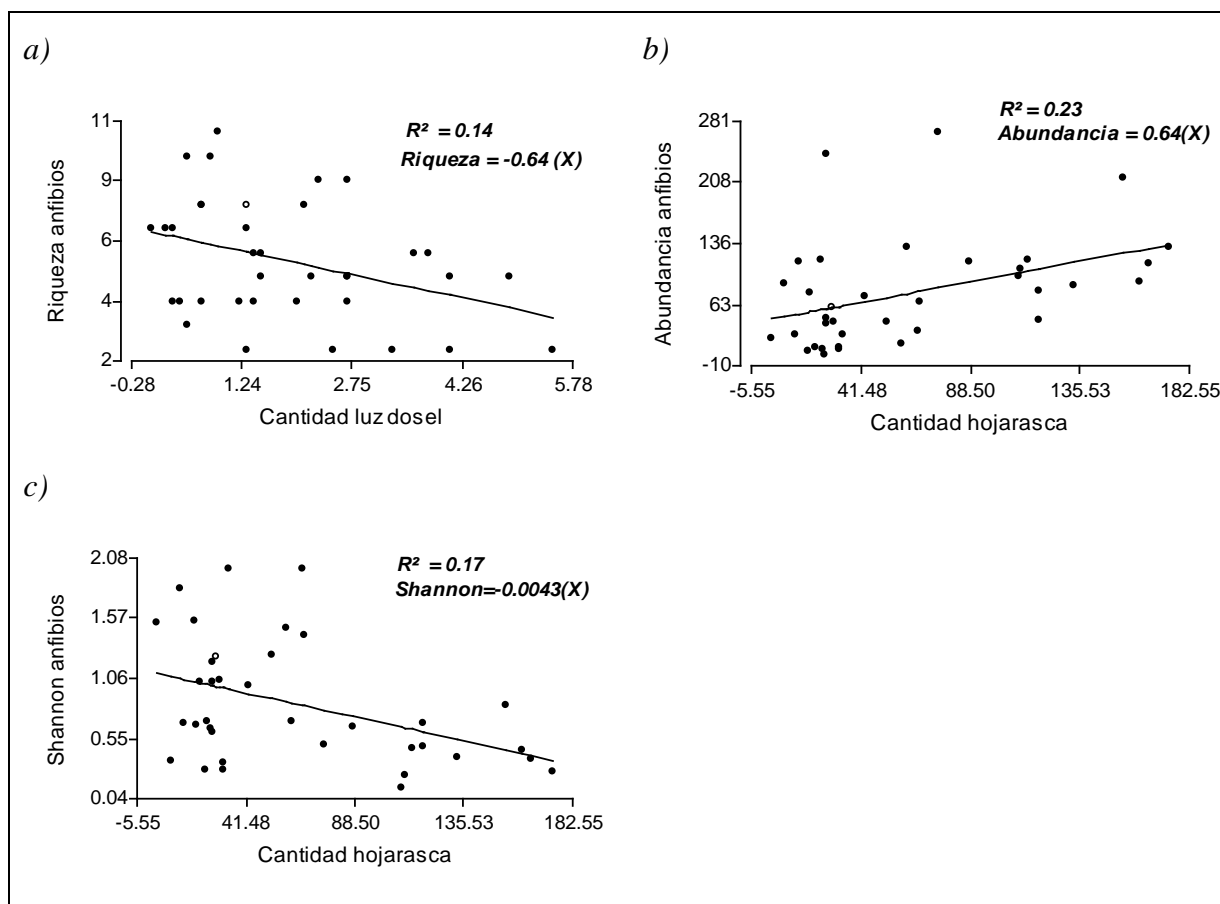 a)
R² = 0.14
Riqueza = -0.64 (X)
11
9
6
4
2
Riqueza anfibios
-0.28 1.24 2.75 4.26 5.78
Cantidad luz dosel
b)
R² = 0.23
Abundancia = 0.64(X)
281
208
136
63
-10
Abundancia anfibios
-5.55 41.48 88.50 135.53 182.55
Cantidad hojarasca
c)
R² = 0.17
Shannon=-0.0043(X)
2.08
1.57
1.06
0.55
0.04
Shannon anfibios
-5.55 41.48 88.50 135.53 182.55
Cantidad hojarasca